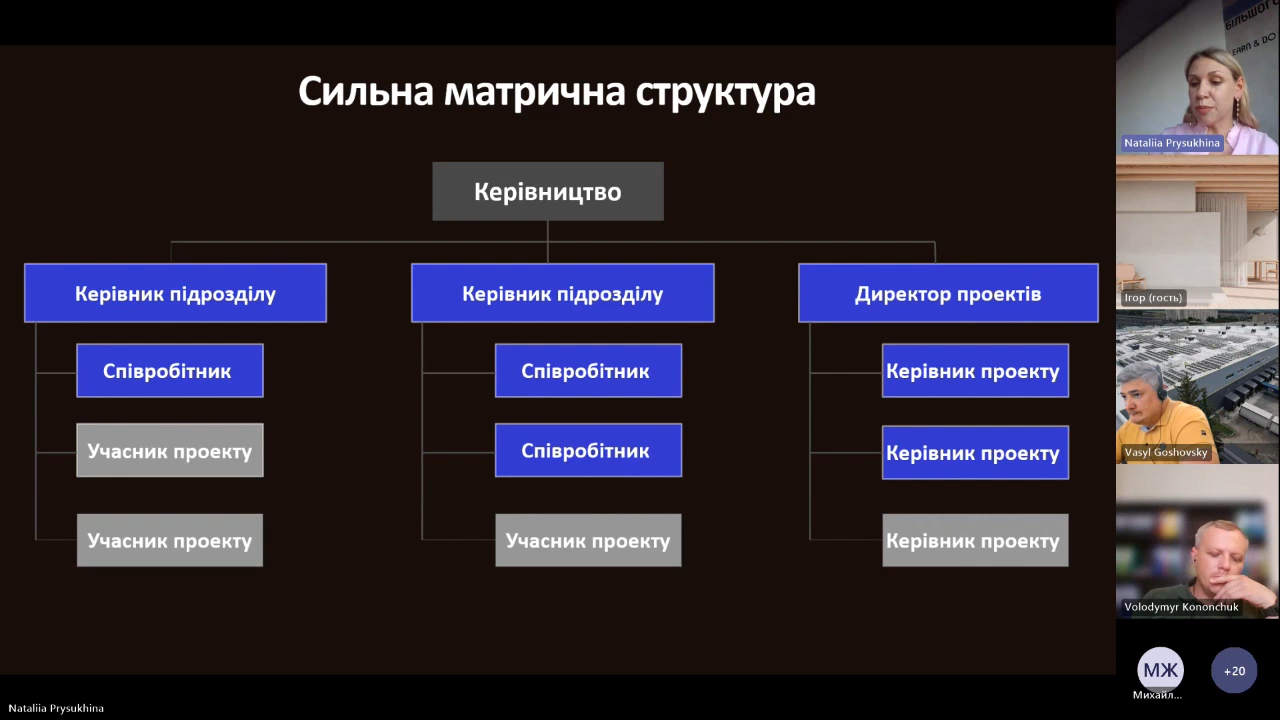 Сильна матрична структура
Керівництво
Керівник підрозділу
Керівник підрозділу
Директор проектів
Співробітник
Співробітник
Керівник проекту
Учасник проекту
Співробітник
Керівник проекту
Учасник проекту
Учасник проекту
Керівник проекту
Nataliia Prysukhina
EARN & DO
Nataliia Prysukhina
Ігор (гость)
Vasyl Goshovsky
Volodymyr Kononchuk
МЖ
+20
Михайл...